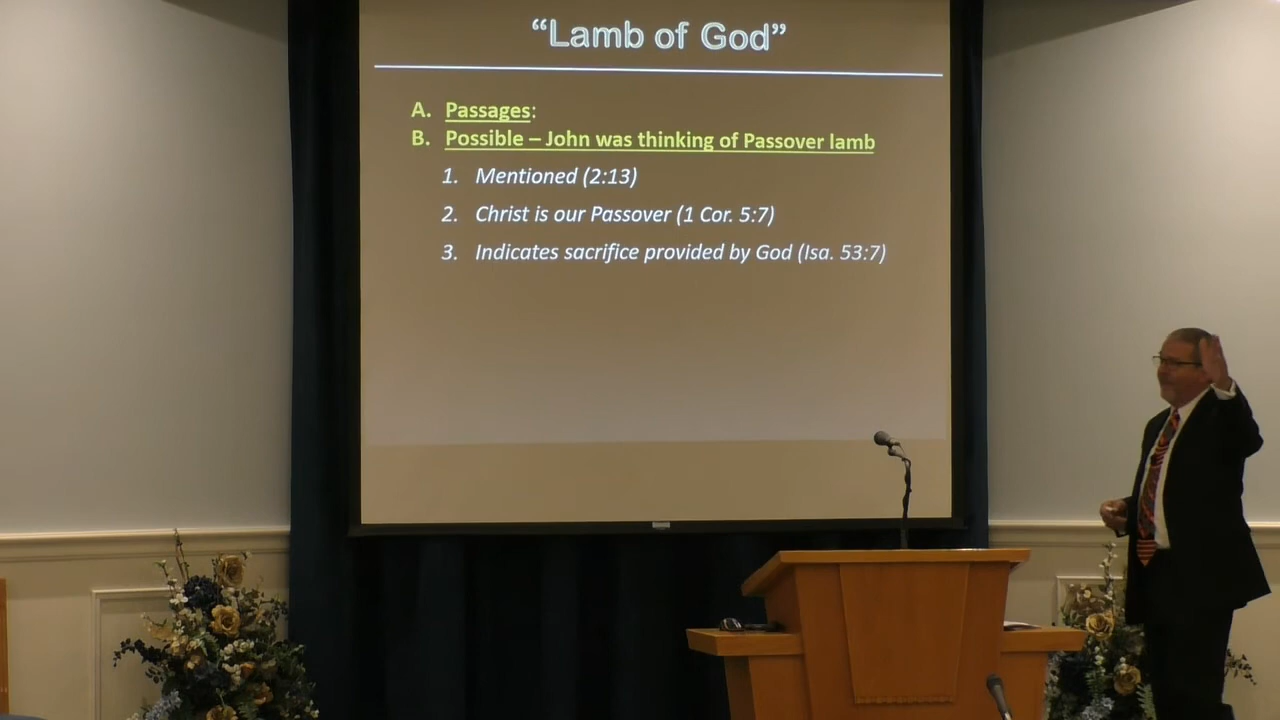 “Lamb of God”
A. Passages:
B. Possible – John was thinking of Passover lamb
1. Mentioned (2:13)
2. Christ is our Passover (1 Cor. 5:7)
3. Indicates sacrifice provided by God (Isa. 53:7)